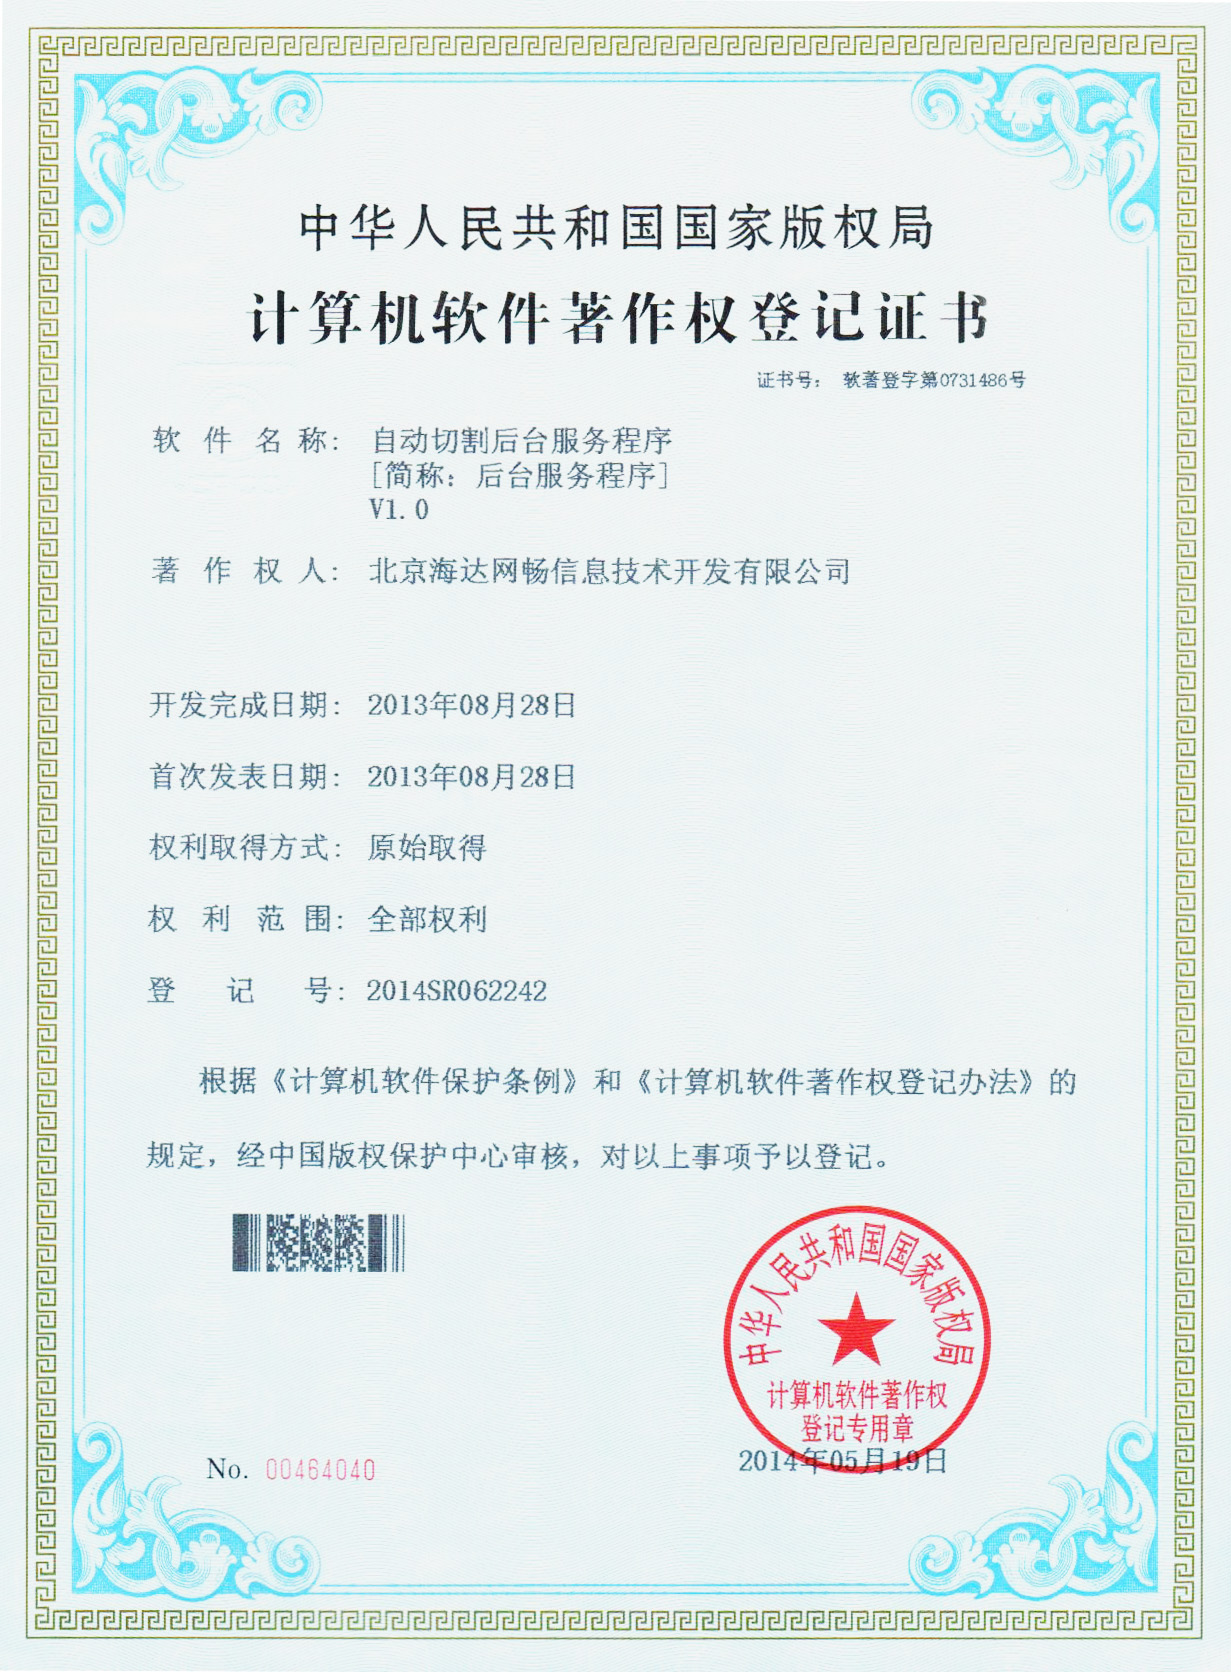 中华人民共和国国家版权局
计算机软件著作权登记证书
证书号： 软著登字第0731486号
软件名称： 自动切割后台服务程序
[简称：后台服务程序]
V1.0
著作权人： 北京海达网畅信息技术开发有限公司
开发完成日期： 2013年08月28日
首次发表日期： 2013年08月28日
权利取得方式： 原始取得
权利范围： 全部权利
登记号： 2014SR062242
根据《计算机软件保护条例》和《计算机软件著作权登记办法》的
规定，经中国版权保护中心审核，对以上事项予以登记。
中华人民共和国国家版权局
计算机软件著作权
登记专用章
2014年05月19日
No. 00464040